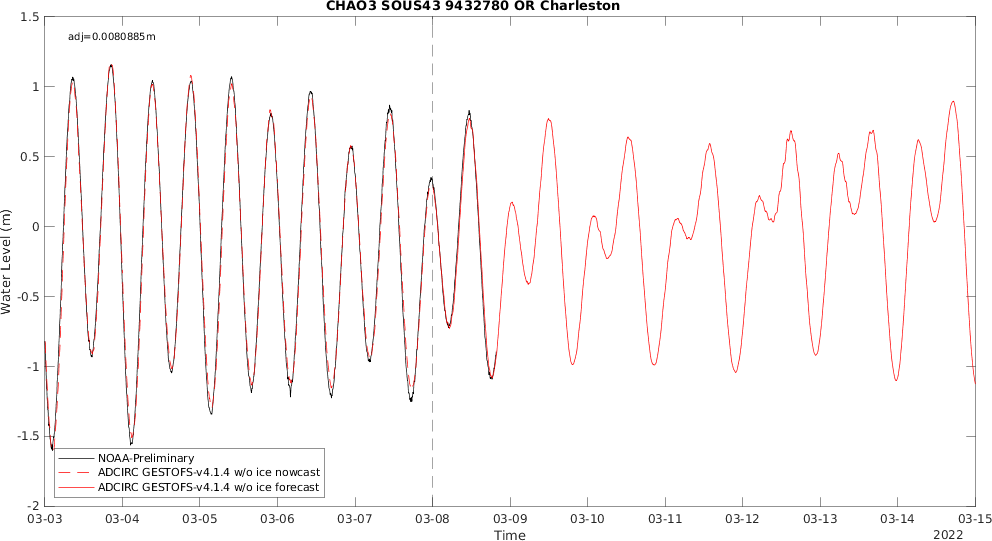 CHAO3 SOUS43 9432780 OR Charleston
adj=0.0080885m
1.5
1
0.5
0
-0.5
-1
-1.5
-2
Water Level (m)
NOAA-Preliminary
ADCIRC GESTOFS-v4.1.4 w/o ice nowcast
ADCIRC GESTOFS-v4.1.4 w/o ice forecast
03-03 03-04 03-05 03-06 03-07 03-08 03-09 03-10 03-11 03-12 03-13 03-14 03-15
Time
2022